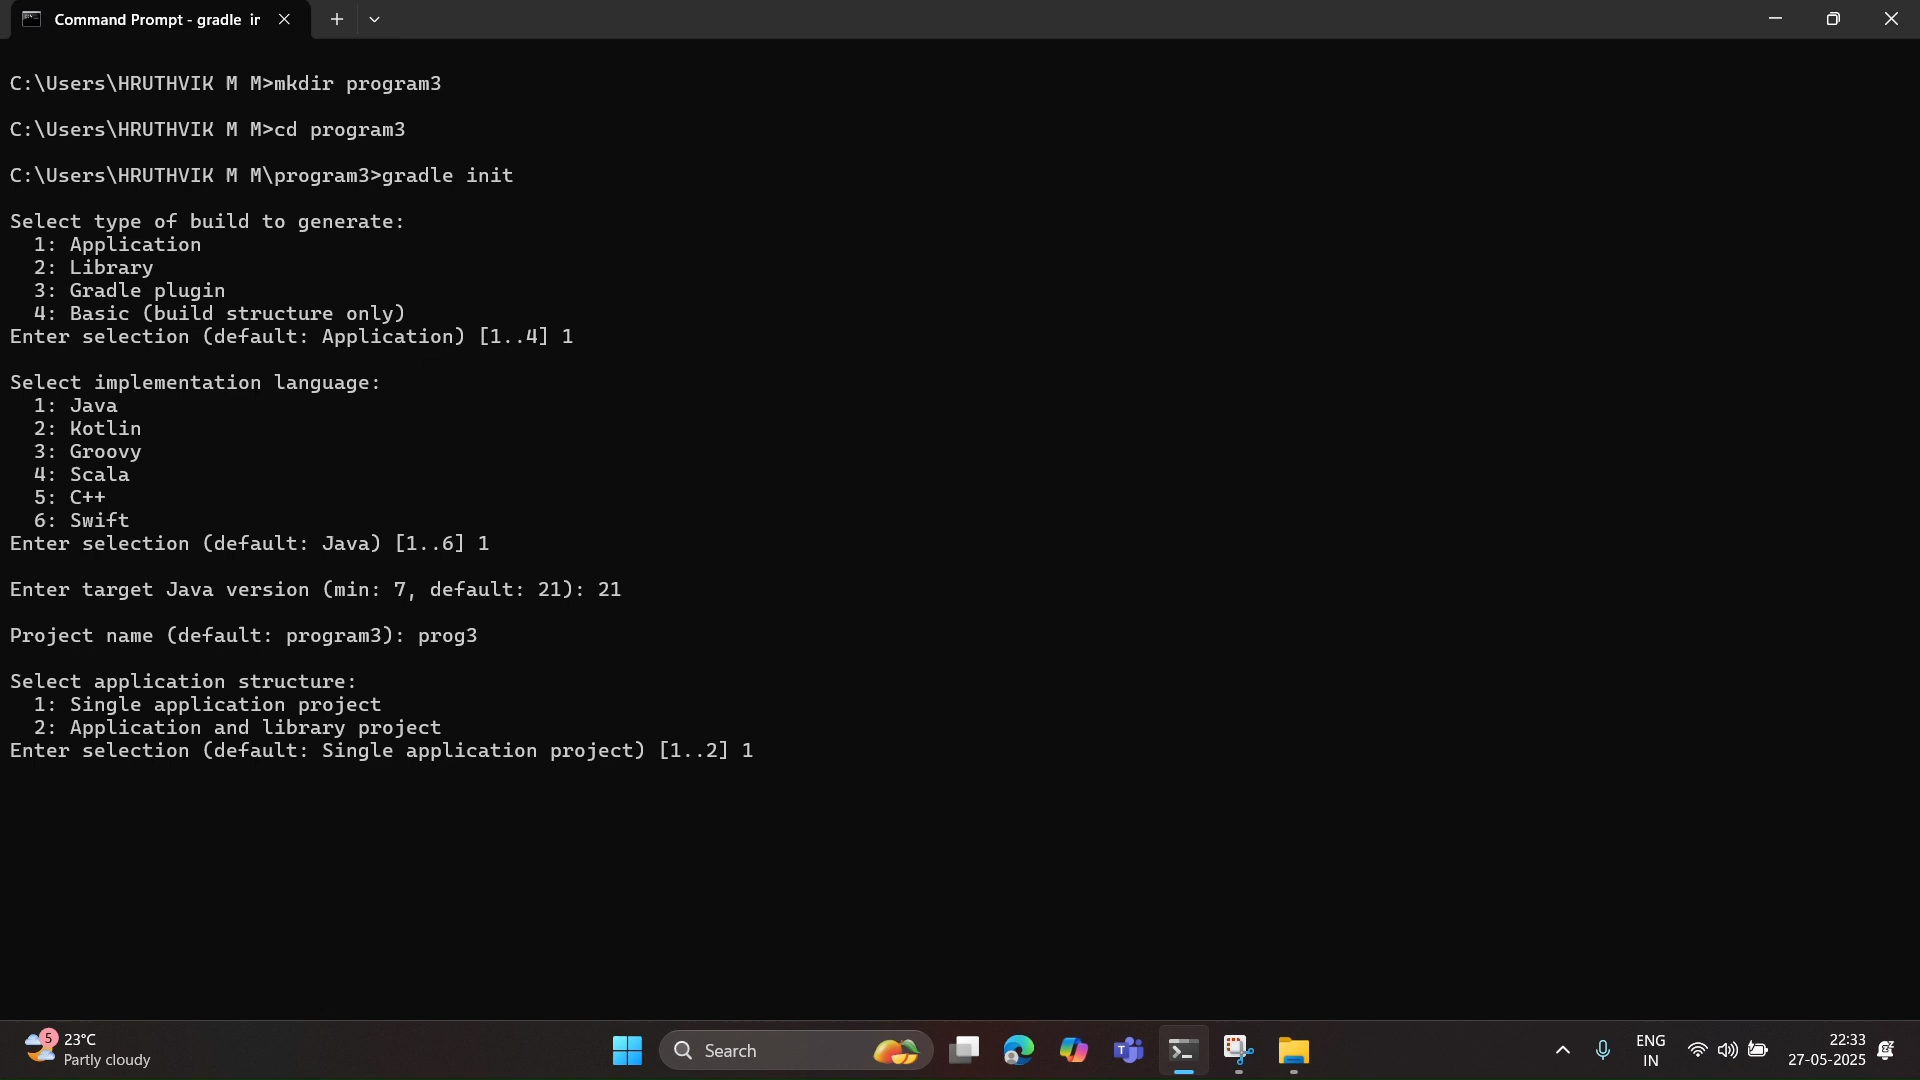 Command Prompt - gradle ir
C:\Users\HRUTHVIK M M>mkdir program3
C:\Users\HRUTHVIK M M>cd program3
C:\Users\HRUTHVIK M M\program3>gradle init
Select type of build to generate:
1: Application
2: Library
3: Gradle plugin
4: Basic (build structure only)
Enter selection (default: Application) [1..4] 1
Select implementation language:
1: Java
2: Kotlin
3: Groovy
4: Scala
5: C++
6: Swift
Enter selection (default: Java) [1..6] 1
Enter target Java version (min: 7, default: 21): 21
Project name (default: program3): prog3
Select application structure:
1: Single application project
2: Application and library project
Enter selection (default: Single application project) [1..2] 1
5
23°C
Partly cloudy
Search
ENG
IN
22:33
27-05-2025